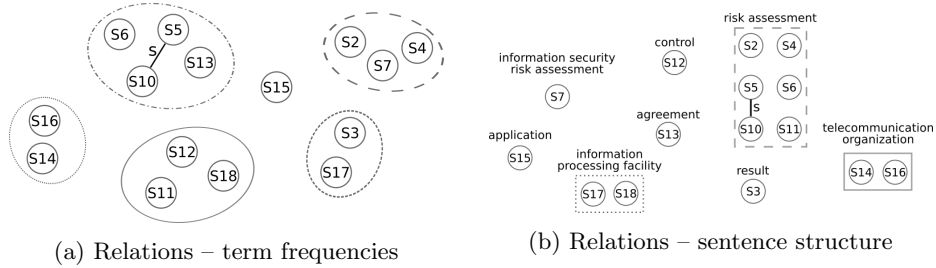 S6
S5
S
S13
S10
S2
S4
S7
S15
S16
S14
S12
S18
S11
S3
S17
(a) Relations – term frequencies
risk assessment
control
S12
information security
risk assessment
S7
S2
S4
S5
S6
S
S10
S11
agreement
S13
application
S15
information
processing facility
S17
S18
result
S3
telecommunication
organization
S14
S16
(b) Relations – sentence structure